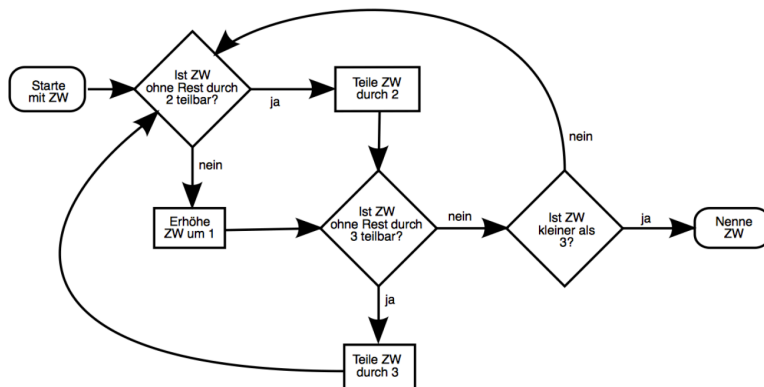 Starte
mit ZW
Ist ZW
ohne Rest durch
2 teilbar?
ja
Teile ZW
durch 2
nein
nein
Erhöhe
ZW um 1
Ist ZW
ohne Rest durch
3 teilbar?
nein
Ist ZW
kleiner als
3?
ja
Nenne
ZW
ja
Teile ZW
durch 3